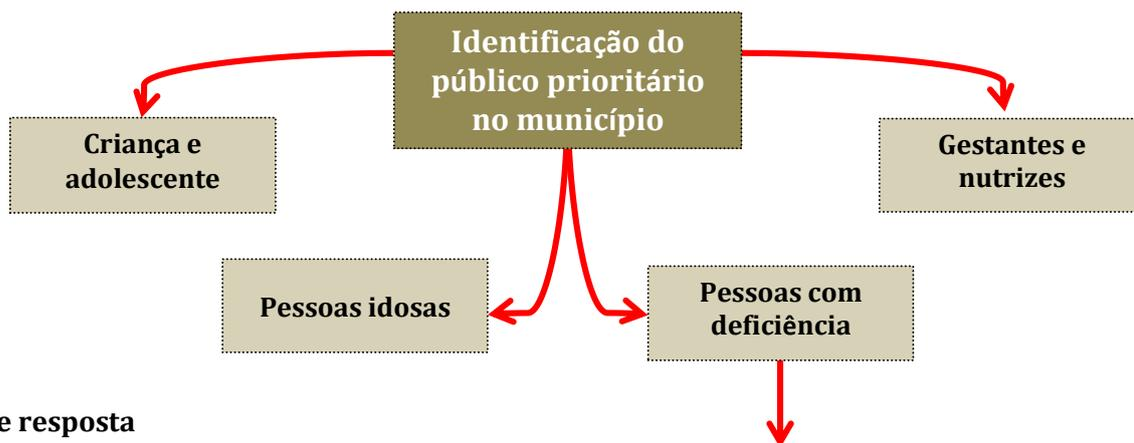 Identificação do
público prioritário
no município
Criança e
adolescente
Gestantes e
nutrizes
Pessoas idosas
Pessoas com
deficiência
e resposta